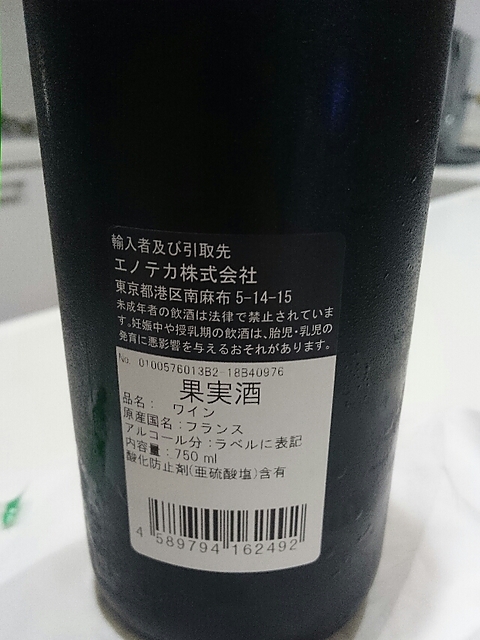 輸入者及び引取先
エノテカ株式会社
東京都港区南麻布 5-14-15
未成年者の飲酒は法律で禁止されていま
す。妊娠中や授乳期の飲酒は、胎児・乳児の
発育に悪影響を与えるおそれがあります。
No. 0100576013B2-18B40976
果実酒
品名： ワイン
原産国名：フランス
アルコール分：ラベルに表記
内容量：750 ml
酸化防止剤(亜硫酸塩)含有
4 589794 162492